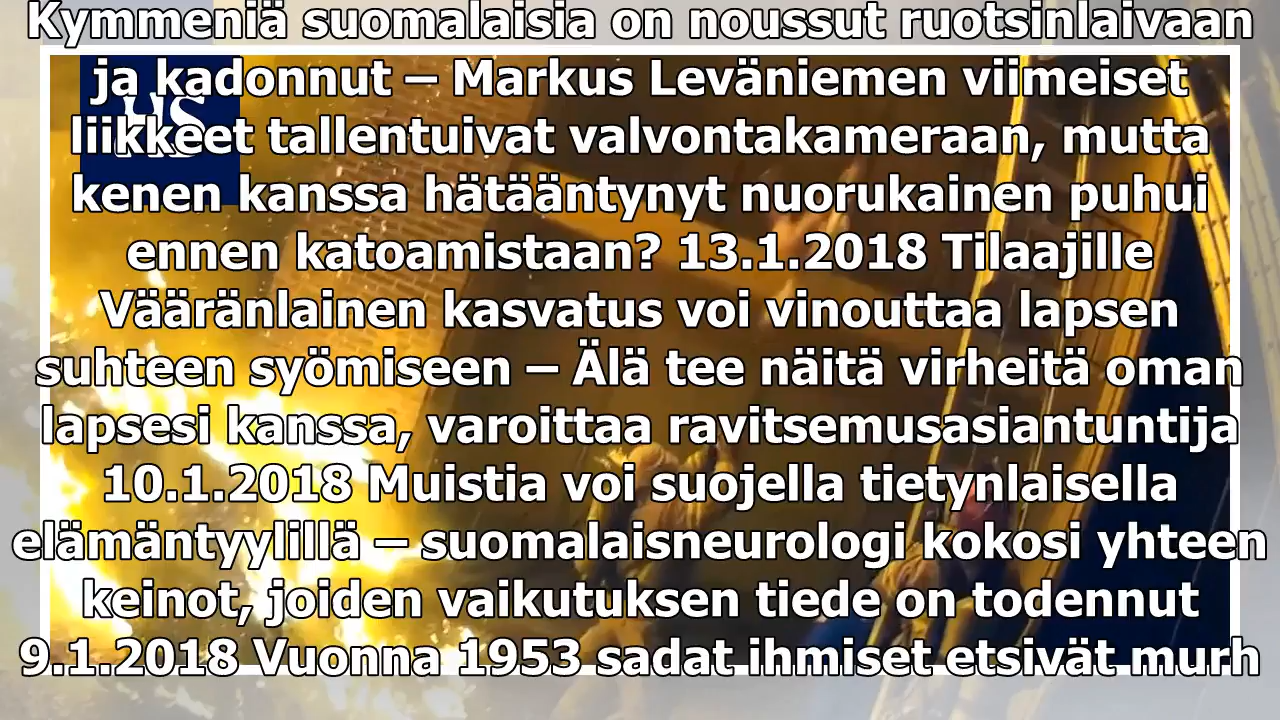 Kymmeniä suomalaisia on noussut ruotsinlaivaan
ja kadonnut – Markus Leväniemen viimeiset
liikkeet tallentuivat valvontakameraan, mutta
kenen kanssa hätääntynyt nuorukainen puhui
ennen katoamistaan? 13.1.2018 Tilaajille
Vääränlainen kasvatus voi vinouttaa lapsen
suhteen syömiseen – Älä tee näitä virheitä oman
lapsesi kanssa, varoittaa ravitsemusasiantuntija
10.1.2018 Muistia voi suojella tietynlaisella
elämäntyylillä – suomalaisneurologi kokosi yhteen
keinot, joiden vaikutuksen tiede on todennut
9.1.2018 Vuonna 1953 sadat ihmiset etsivät murh
HS